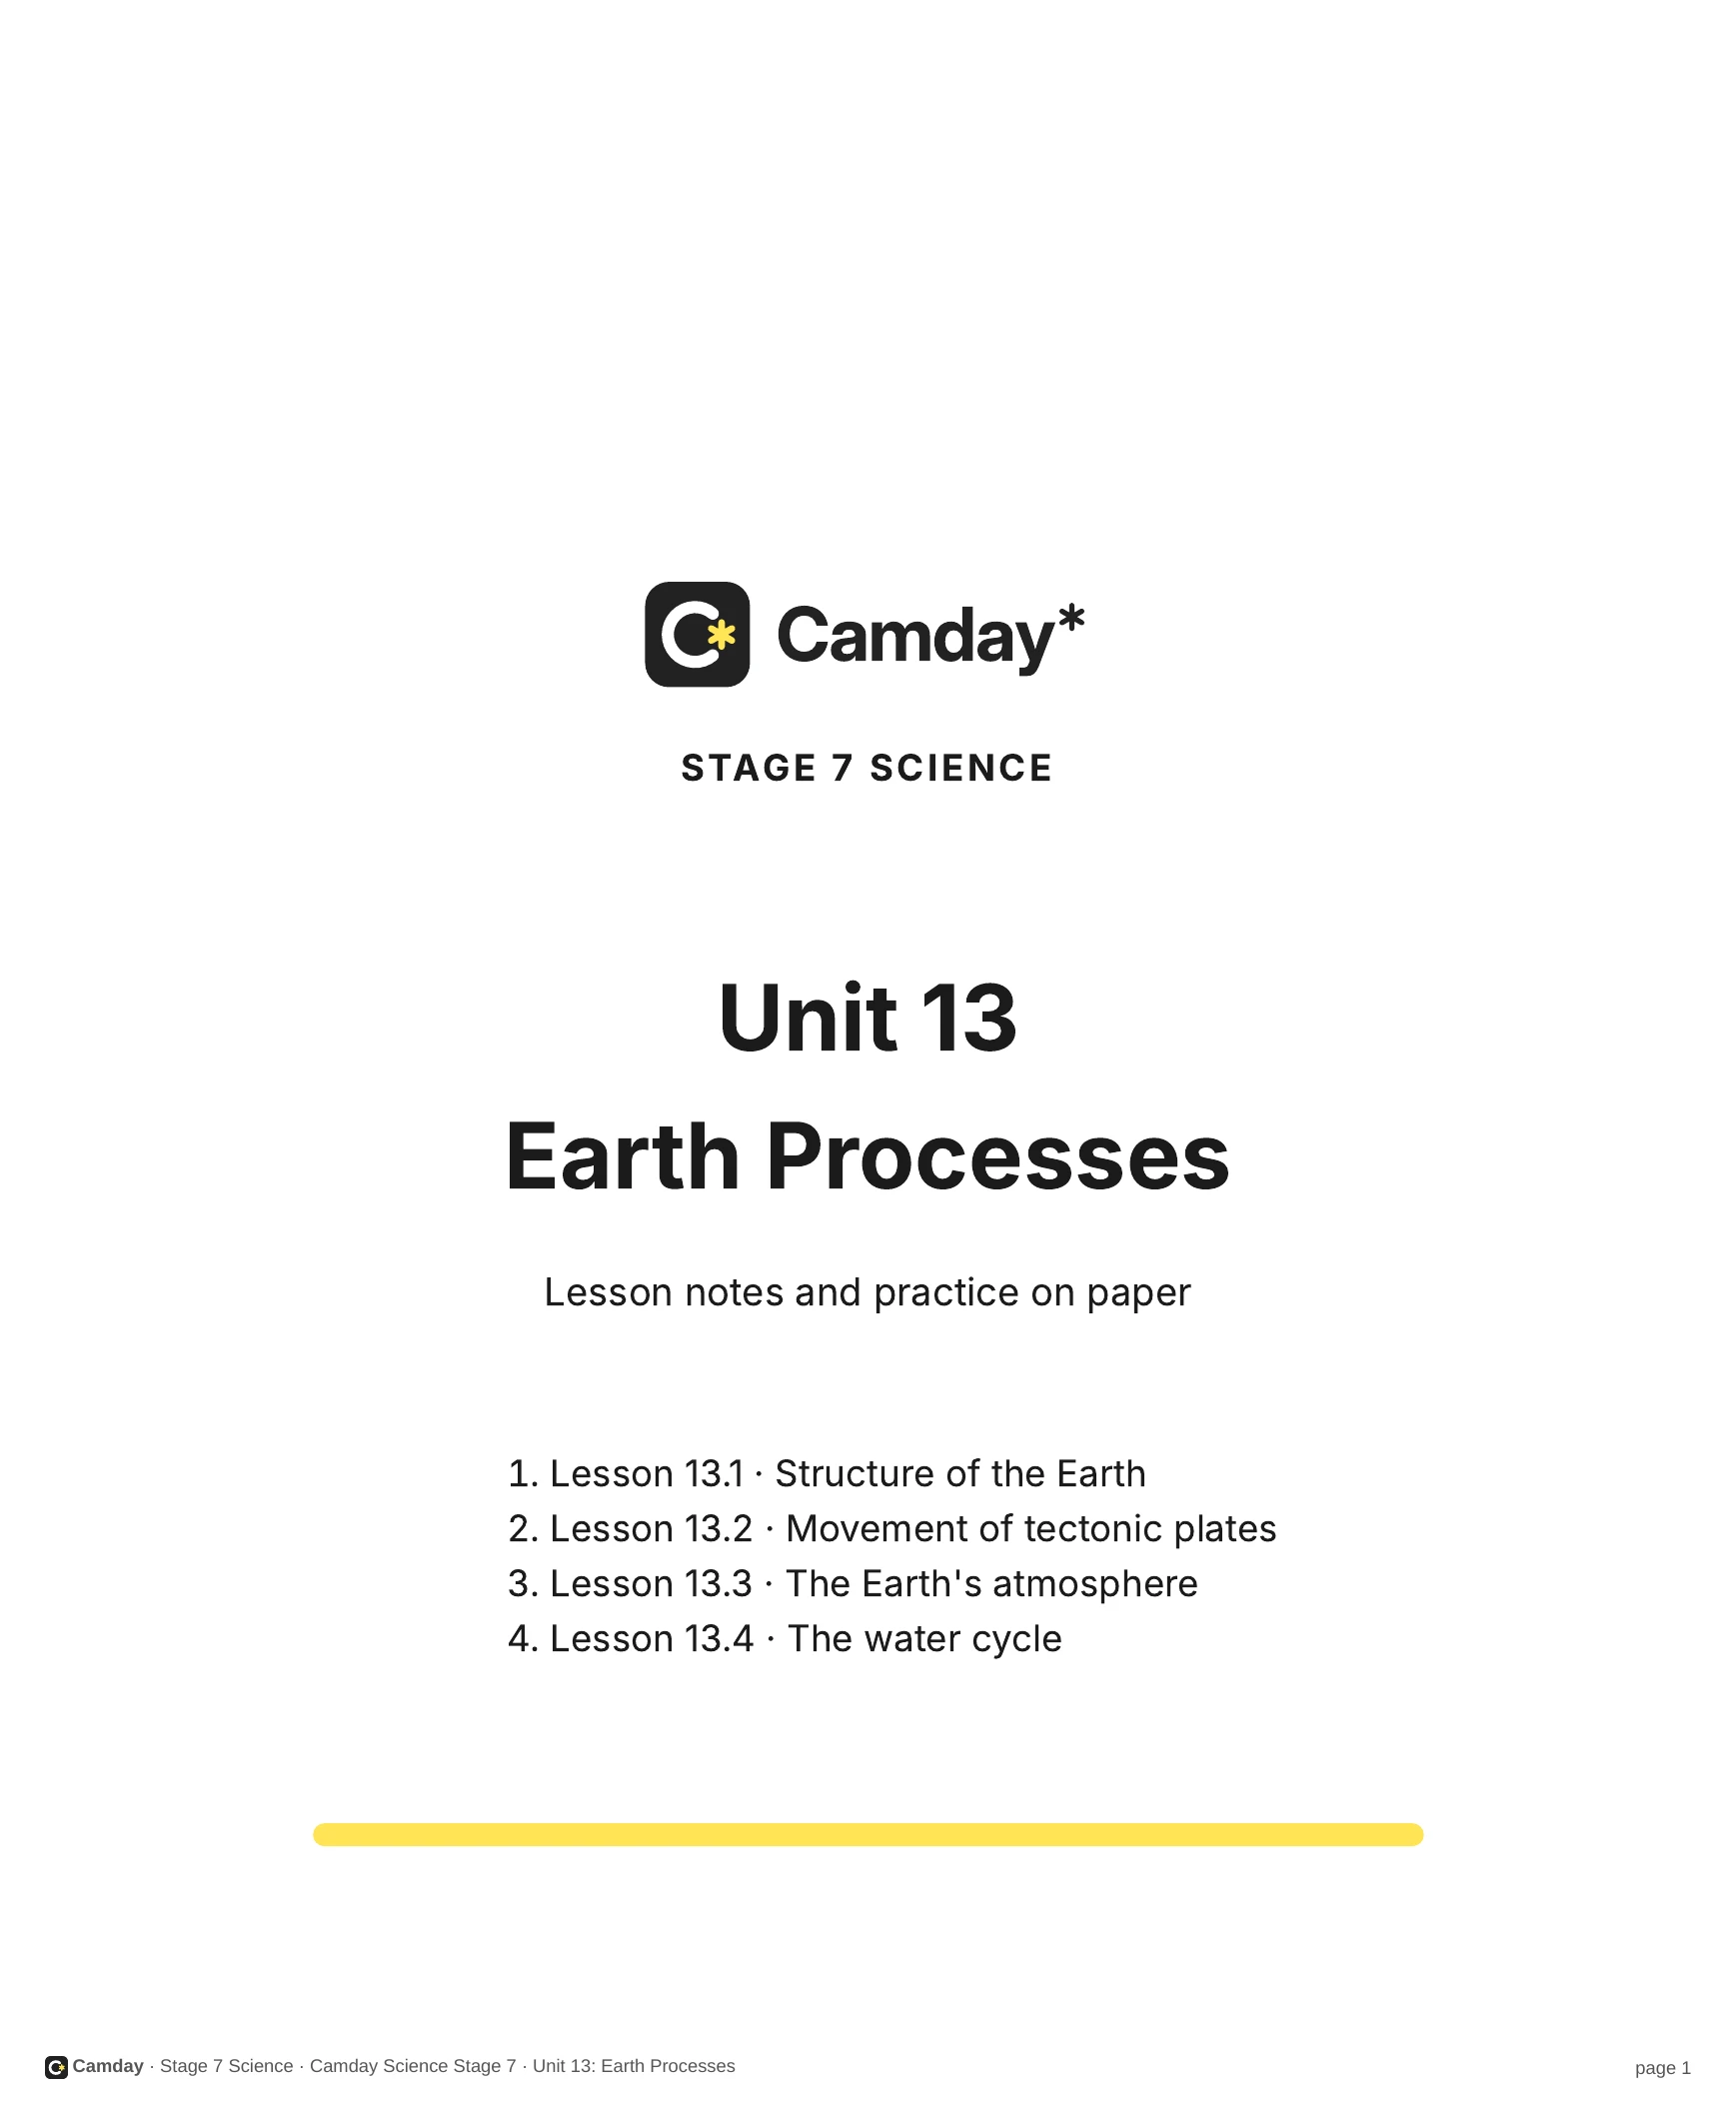 Camday*
STAGE 7 SCIENCE
Unit 13
Earth Processes
Lesson notes and practice on paper
1. Lesson 13.1 · Structure of the Earth
2. Lesson 13.2 · Movement of tectonic plates
3. Lesson 13.3 · The Earth's atmosphere
4. Lesson 13.4 · The water cycle
Camday · Stage 7 Science · Camday Science Stage 7 · Unit 13: Earth Processes
page 1